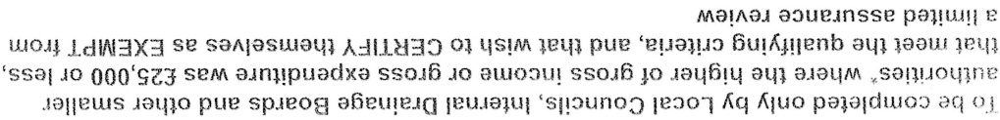 To be completed only by Local Councils, Internal Drainage Boards and other smaller
authorities* where the higher of gross income or gross expenditure was £25,000 or less,
that meet the qualifying criteria, and that wish to CERTIFY themselves as EXEMPT from
a limited assurance review